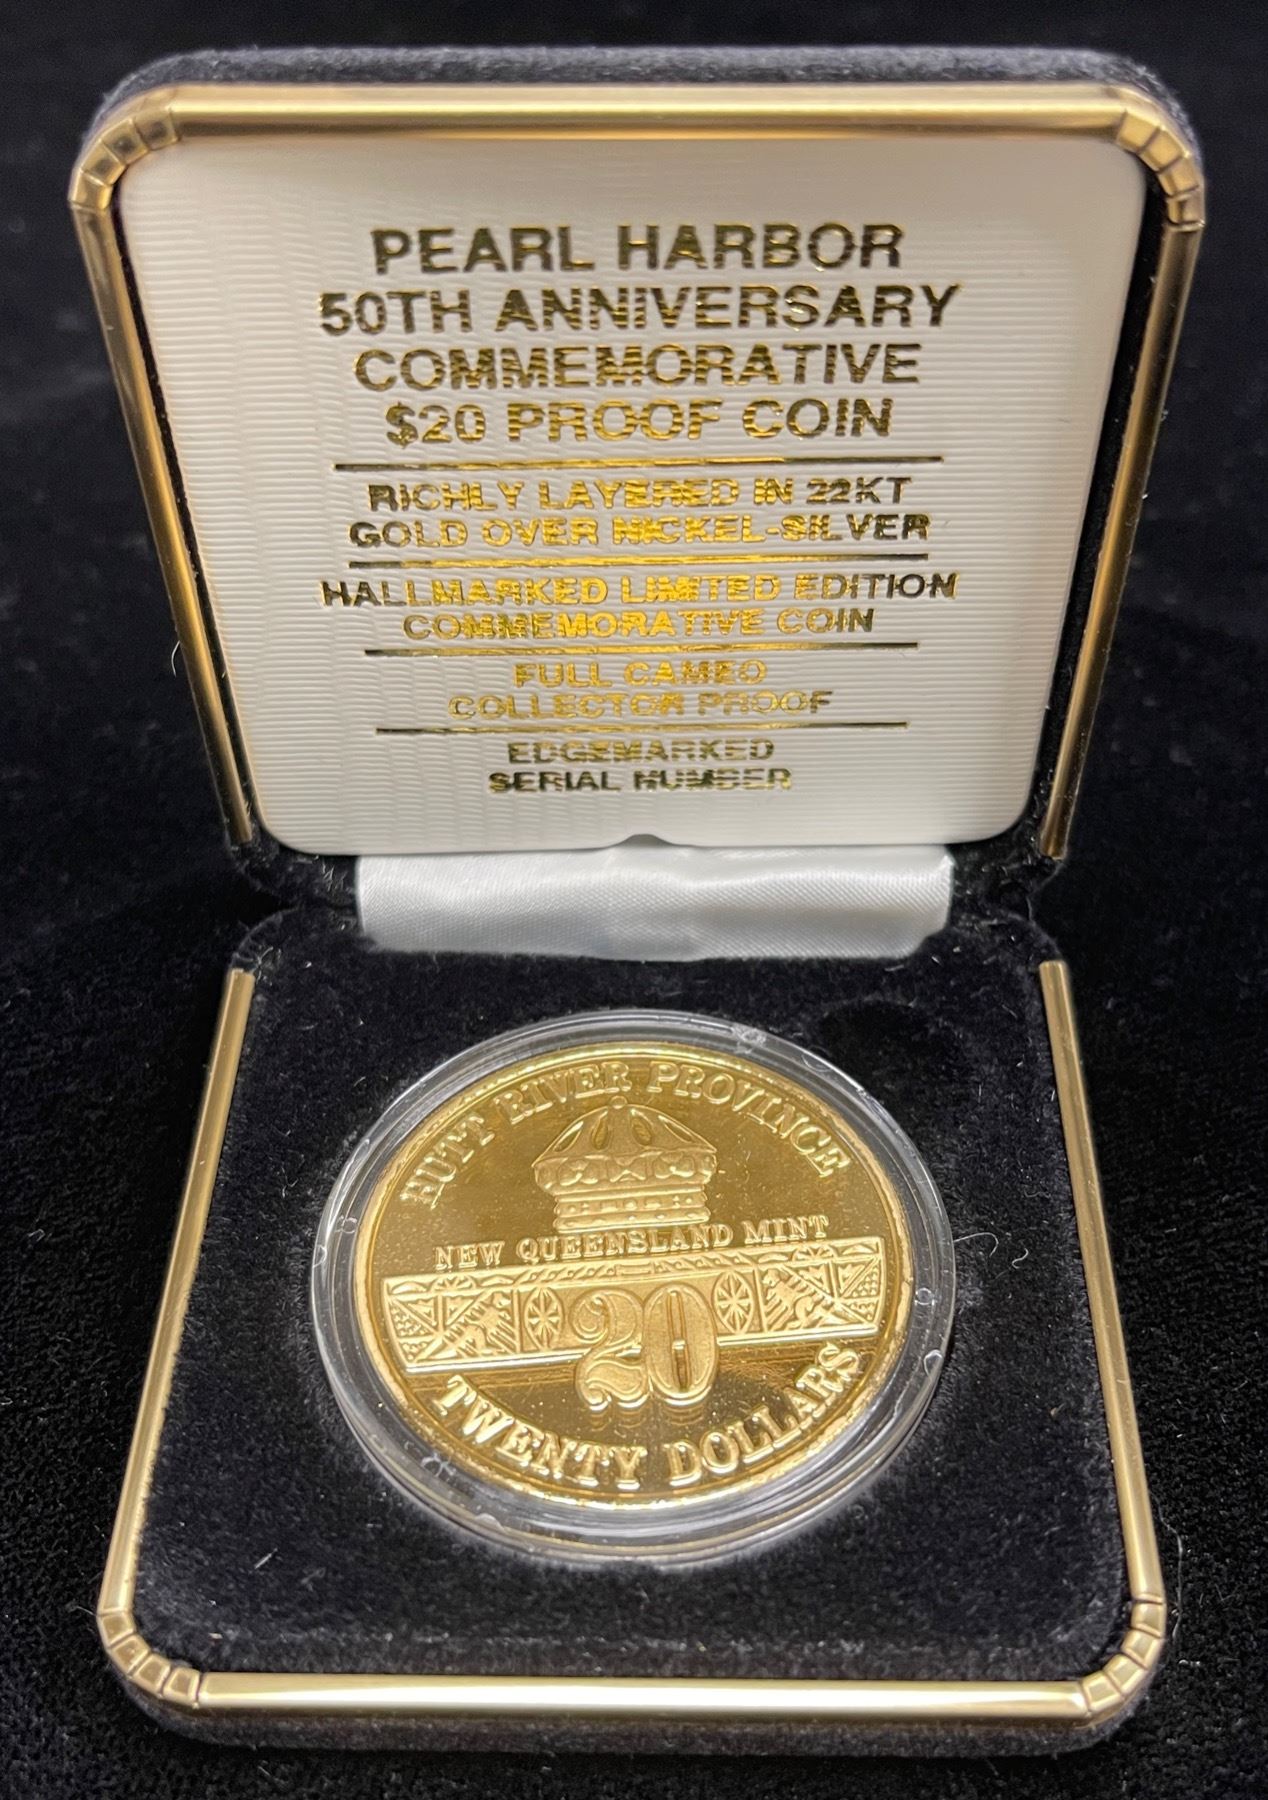 PEARL HARBOR
50TH ANNIVERSARY
COMMEMORATIVE
$20 PROOF COIN
RICHLY LAYERED IN 22KT
GOLD OVER NICKEL-SILVER
HALLMARKED LIMITED EDITION
COMMEMORATIVE COIN
FULL CAMEO
COLLECTOR PROOF
EDGEMARKED
SERIAL NUMBER
HUTT RIVER PROVINCE
NEW QUEENSLAND MINT
20
TWENTY DOLLARS